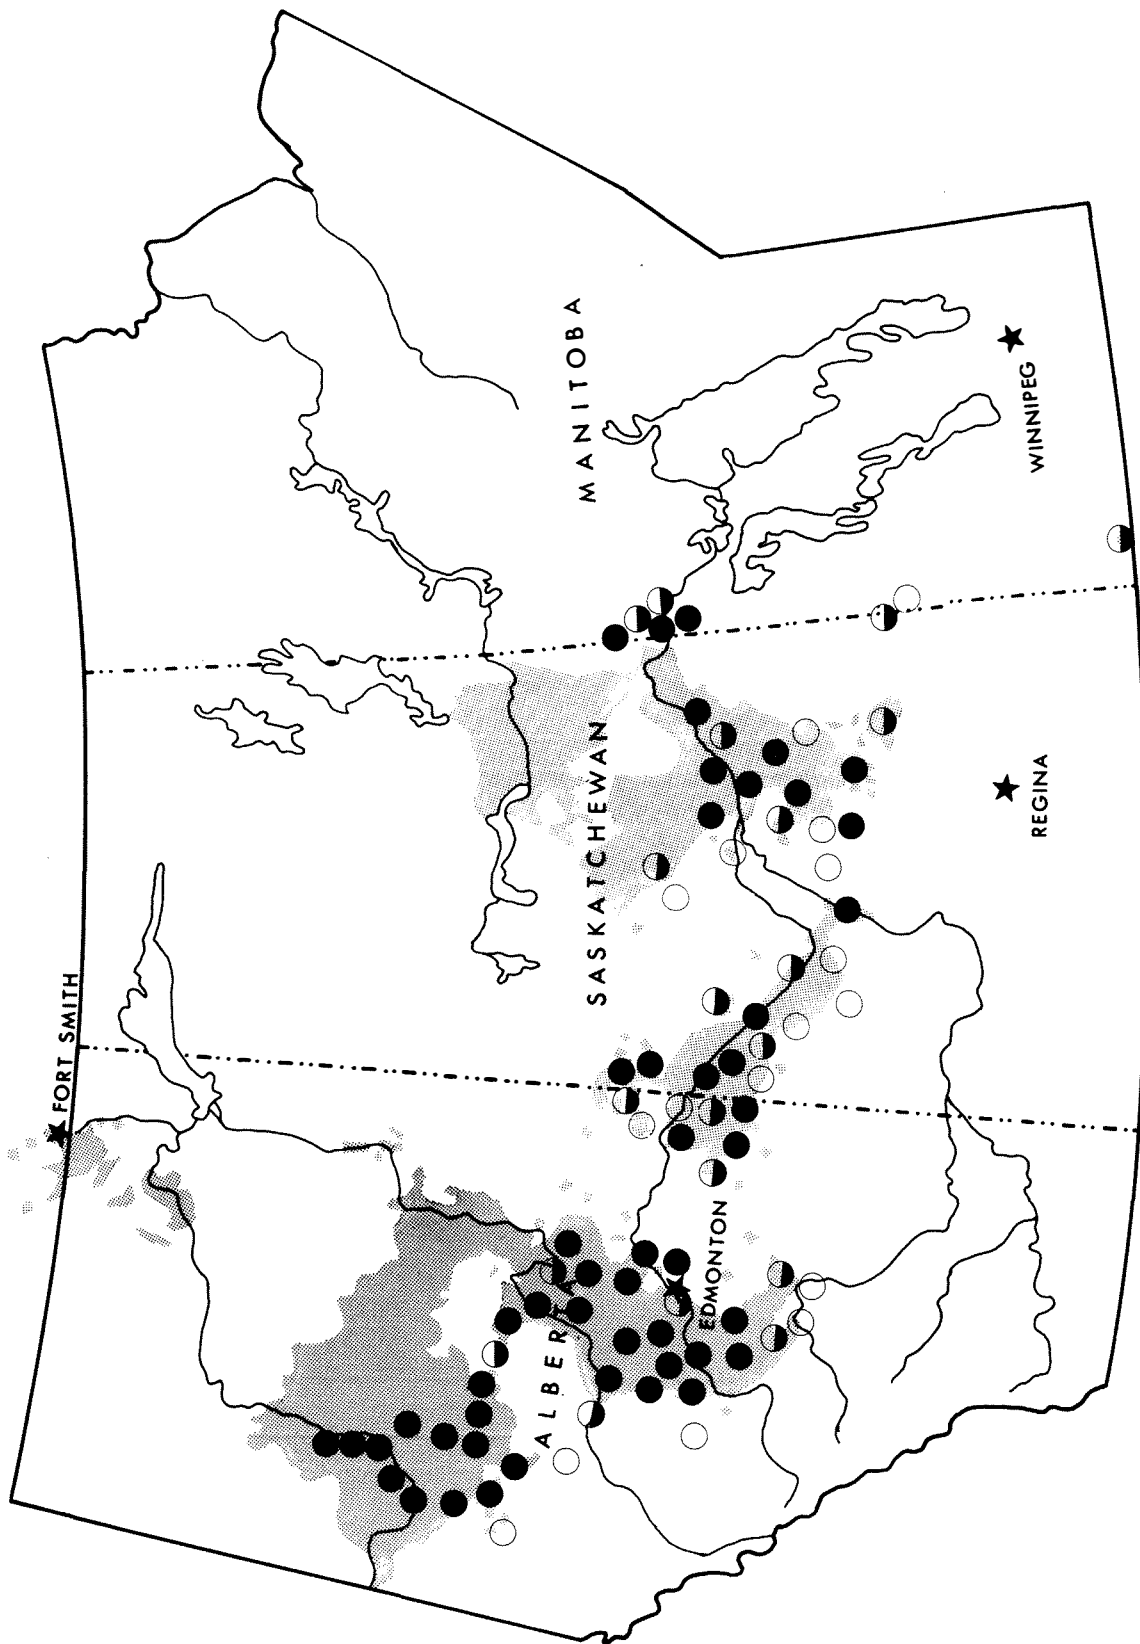 FORT SMITH
ALBERTA
EDMONTON
SASKATCHEWAN
REGINA
MANITOBA
WINNIPEG